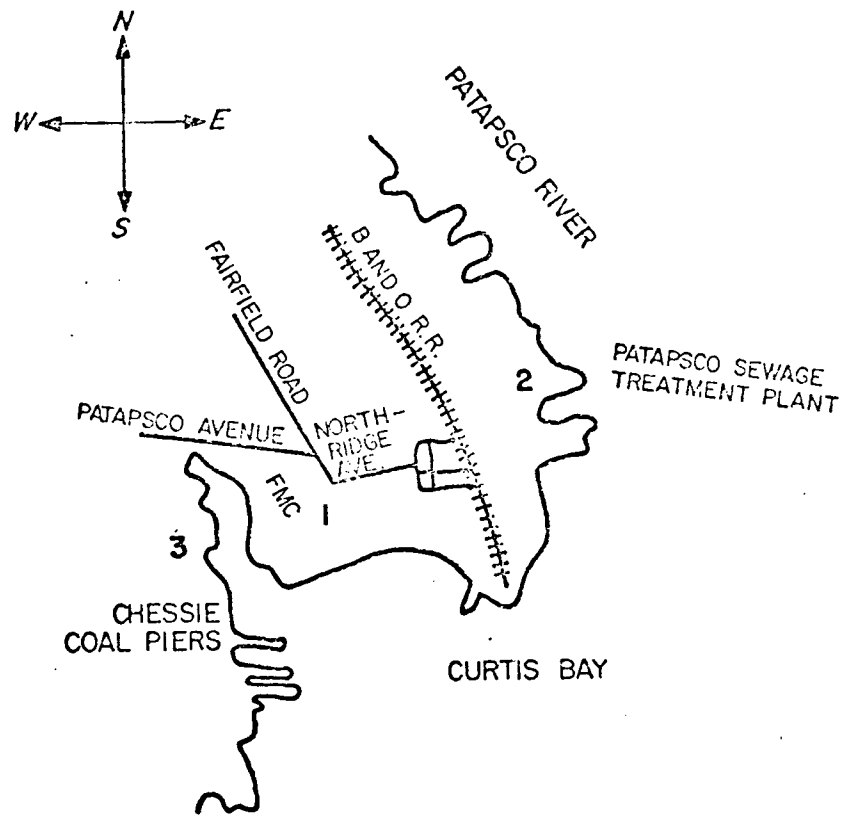 N
W E
S
PATAPSCO RIVER
FAIRFIELD ROAD
B AND O R.R.
PATAPSCO SEWAGE
TREATMENT PLANT
2
PATAPSCO AVENUE
NORTH-
RIDGE
AVE.
FMC
1
3
CHESSIE
COAL PIERS
CURTIS BAY